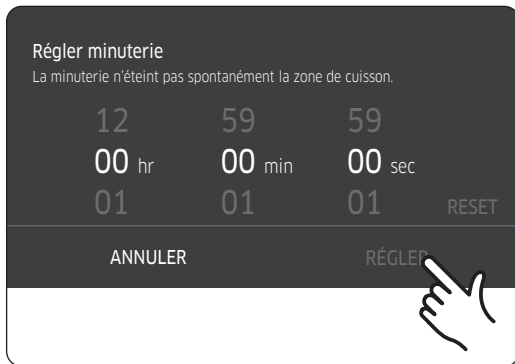 Régler minuterie
La minuterie n'éteint pas spontanément la zone de cuisson.
12 59 59
00 hr 00 min 00 sec
01 01 01 RESET
ANNULER RÉGLER